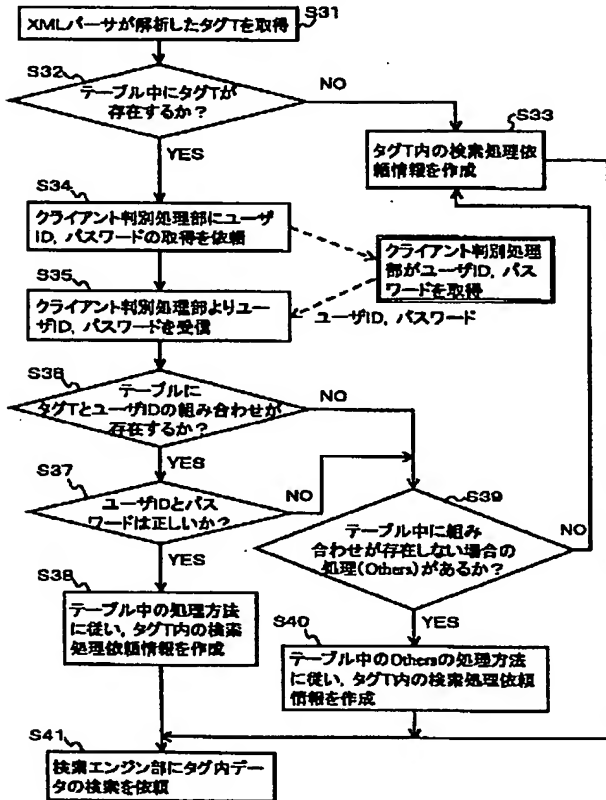 S31
XMLパーサが解析したタグTを取得
S32
テーブル中にタグTが
存在するか?
NO
YES
S33
タグT内の検索処理依
頼情報を作成
S34
クライアント判別処理部にユーザ
ID, パスワードの取得を依頼
クライアント判別処理
部がユーザID, パス
ワードを取得
S35
クライアント判別処理部よりユー
ザID, パスワードを受信
ユーザID, パスワード
S36
テーブルに
タグTとユーザIDの組み合わせが
存在するか?
NO
YES
S37
ユーザIDとパス
ワードは正しいか?
NO
YES
S39
テーブル中に組み
合わせが存在しない場合の
処理(Others)があるか?
NO
YES
S38
テーブル中の処理方法
に従い, タグT内の検索
処理依頼情報を作成
S40
テーブル中のOthersの処理方法
に従い, タグT内の検索処理依頼
情報を作成
S41
検索エンジン部にタグ内デー
タの検索を依頼